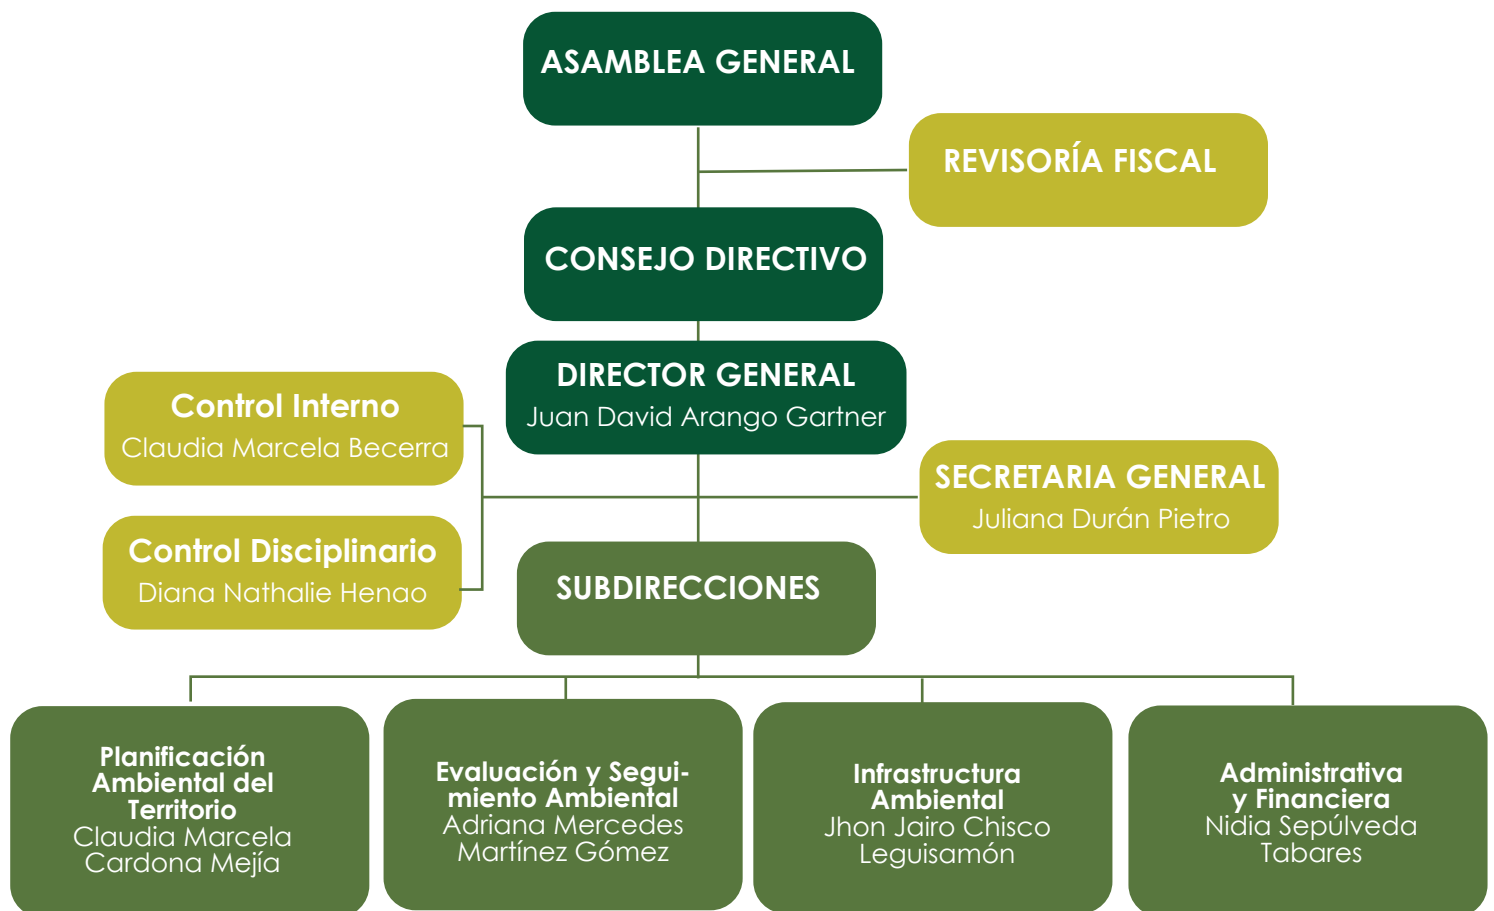 ASAMBLEA GENERAL
REVISORÍA FISCAL
CONSEJO DIRECTIVO
DIRECTOR GENERAL
Juan David Arango Gartner
Control Interno
Claudia Marcela Becerra
SECRETARIA GENERAL
Juliana Durán Pietro
Control Disciplinario
Diana Nathalie Henao
SUBDIRECCIONES
Planificación
Ambiental del
Territorio
Claudia Marcela
Cardona Mejía
Evaluación y Segui-
miento Ambiental
Adriana Mercedes
Martínez Gómez
Infrastructura
Ambiental
Jhon Jairo Chisco
Leguisamón
Administrativa
y Financiera
Nidia Sepúlveda
Tabares